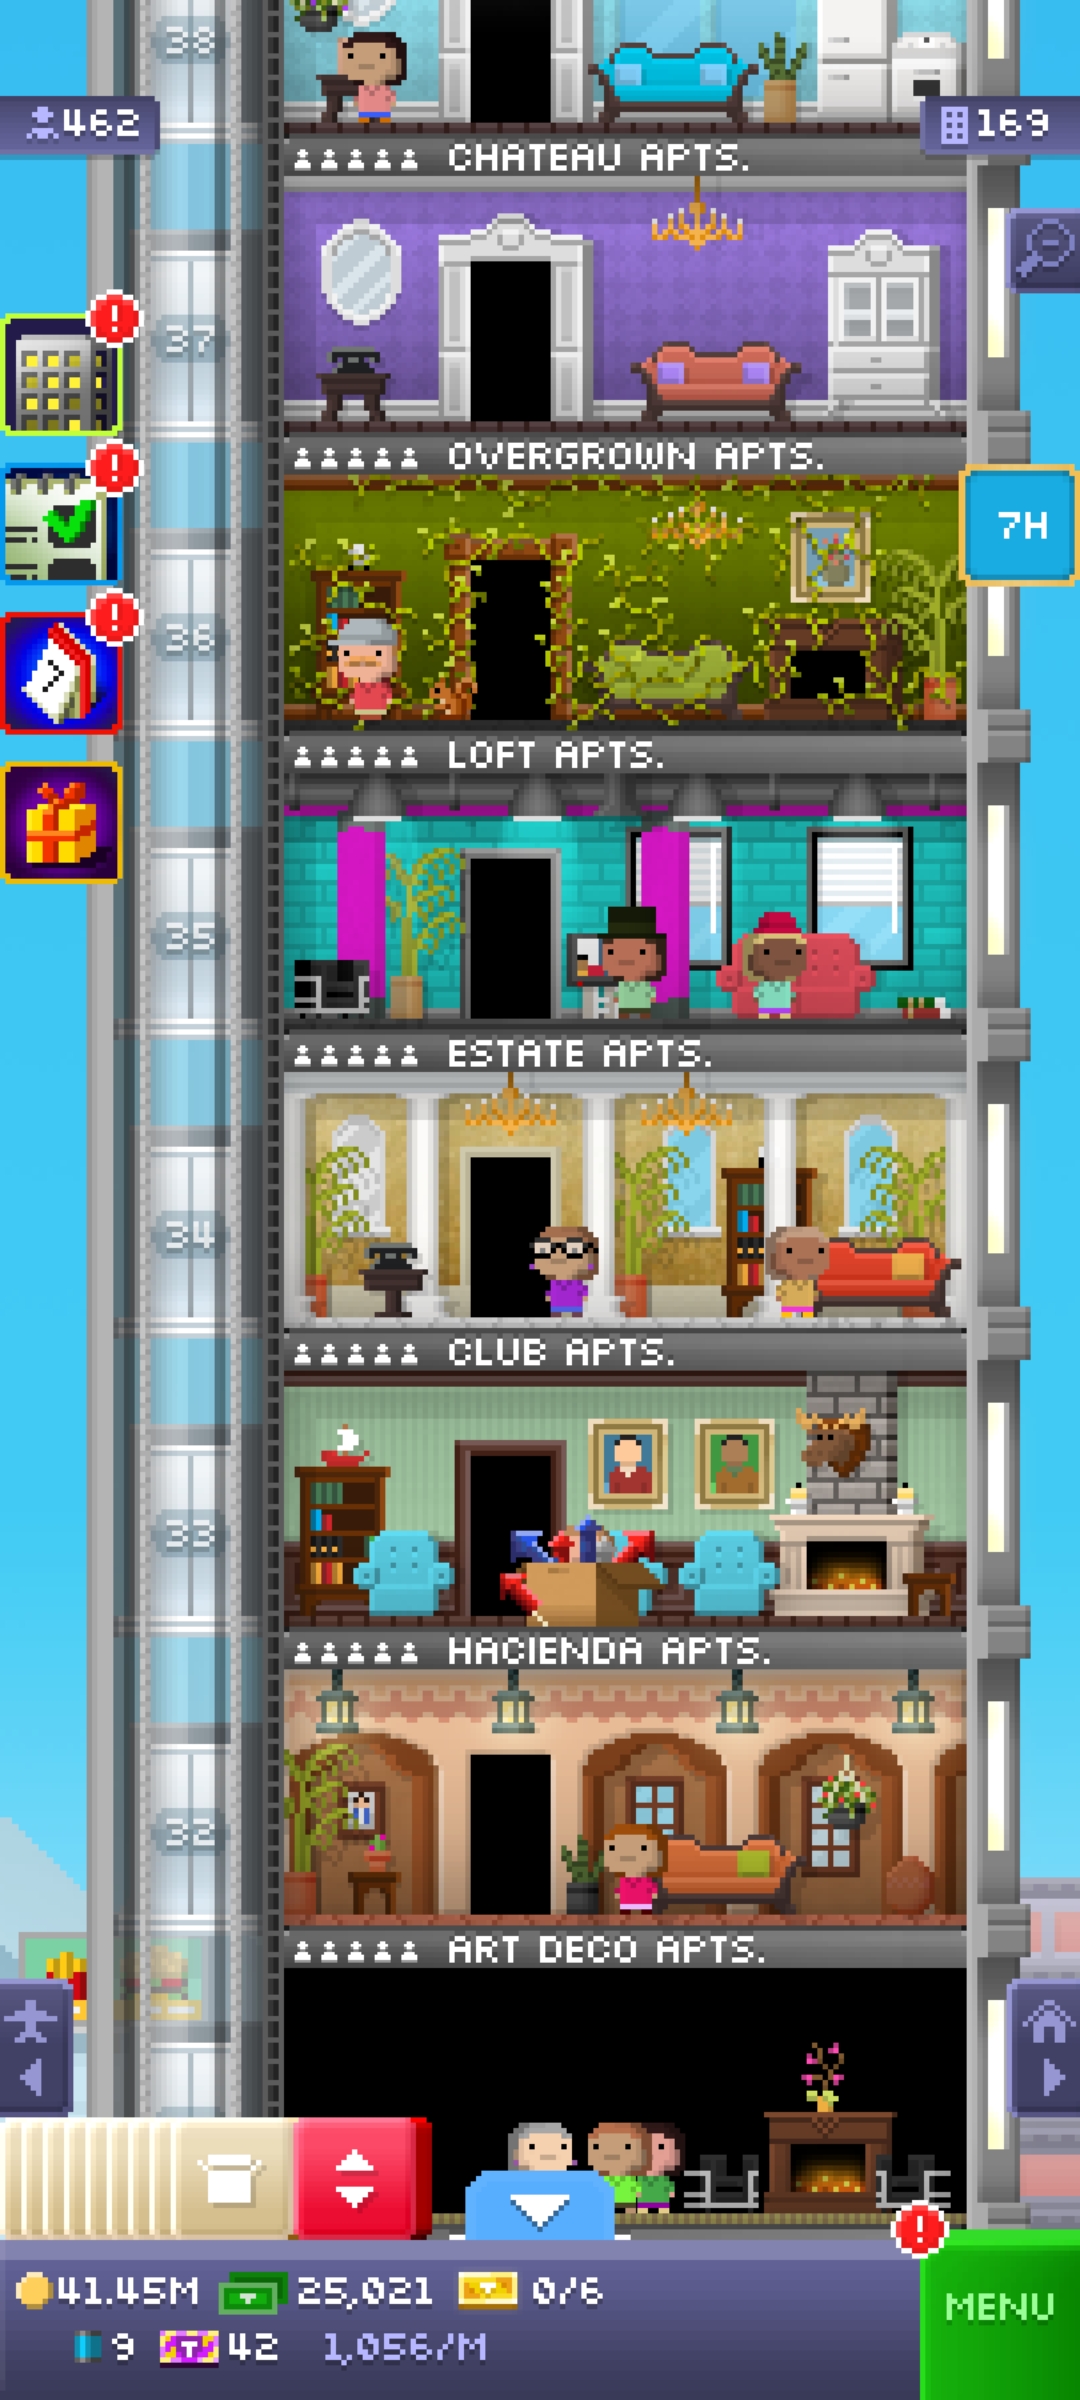 38
462
169
CHATEAU APTS.
37
OVERGROWN APTS.
7H
36
7
LOFT APTS.
35
ESTATE APTS.
34
CLUB APTS.
33
HACIENDA APTS.
32
ART DECO APTS.
41.45M 25,021 0/6
MENU
9 T 42 1,056/M